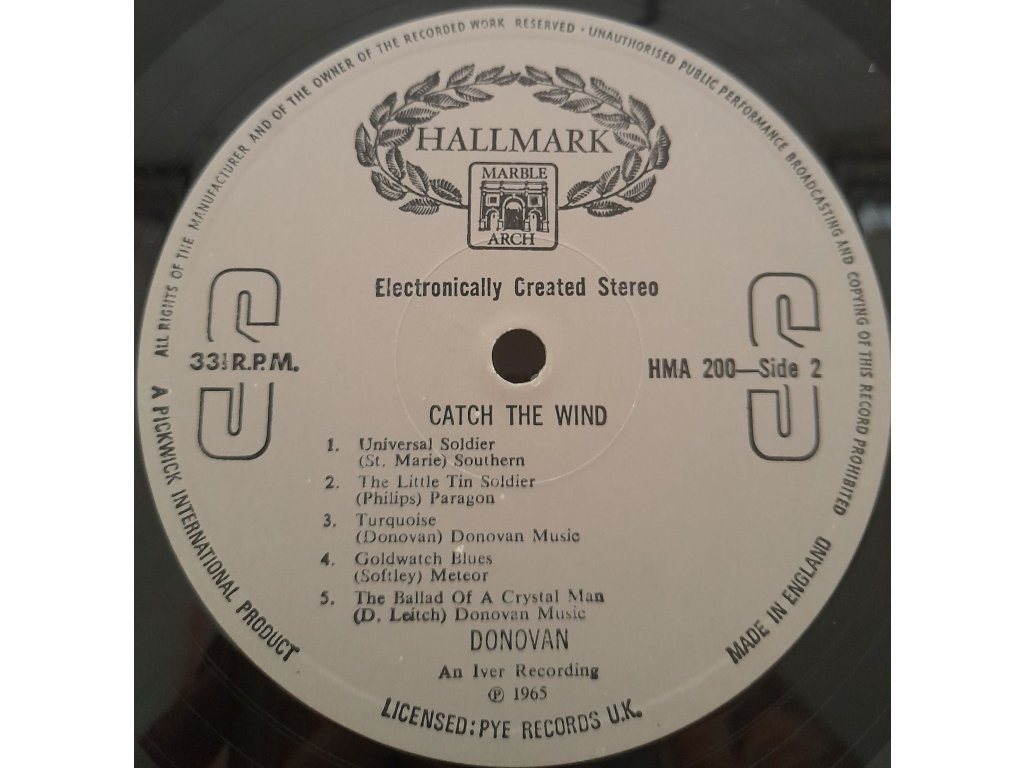 ALL RIGHTS OF THE MANUFACTURER AND OF THE OWNER OF THE RECORDED WORK RESERVED · UNAUTHORISED PUBLIC PERFORMANCE BROADCASTING AND COPYING OF THIS RECORD PROHIBITED
HALLMARK
MARBLE
ARCH
Electronically Created Stereo
S S
33⅓ R.P.M.
HMA 200—Side 2
CATCH THE WIND
1. Universal Soldier
(St. Marie) Southern
2. The Little Tin Soldier
(Philips) Paragon
3. Turquoise
(Donovan) Donovan Music
4. Goldwatch Blues
(Softley) Meteor
5. The Ballad Of A Crystal Man
(D. Leitch) Donovan Music
DONOVAN
An Iver Recording
℗ 1965
A PICKWICK INTERNATIONAL PRODUCT
LICENSED: PYE RECORDS U.K.
MADE IN ENGLAND